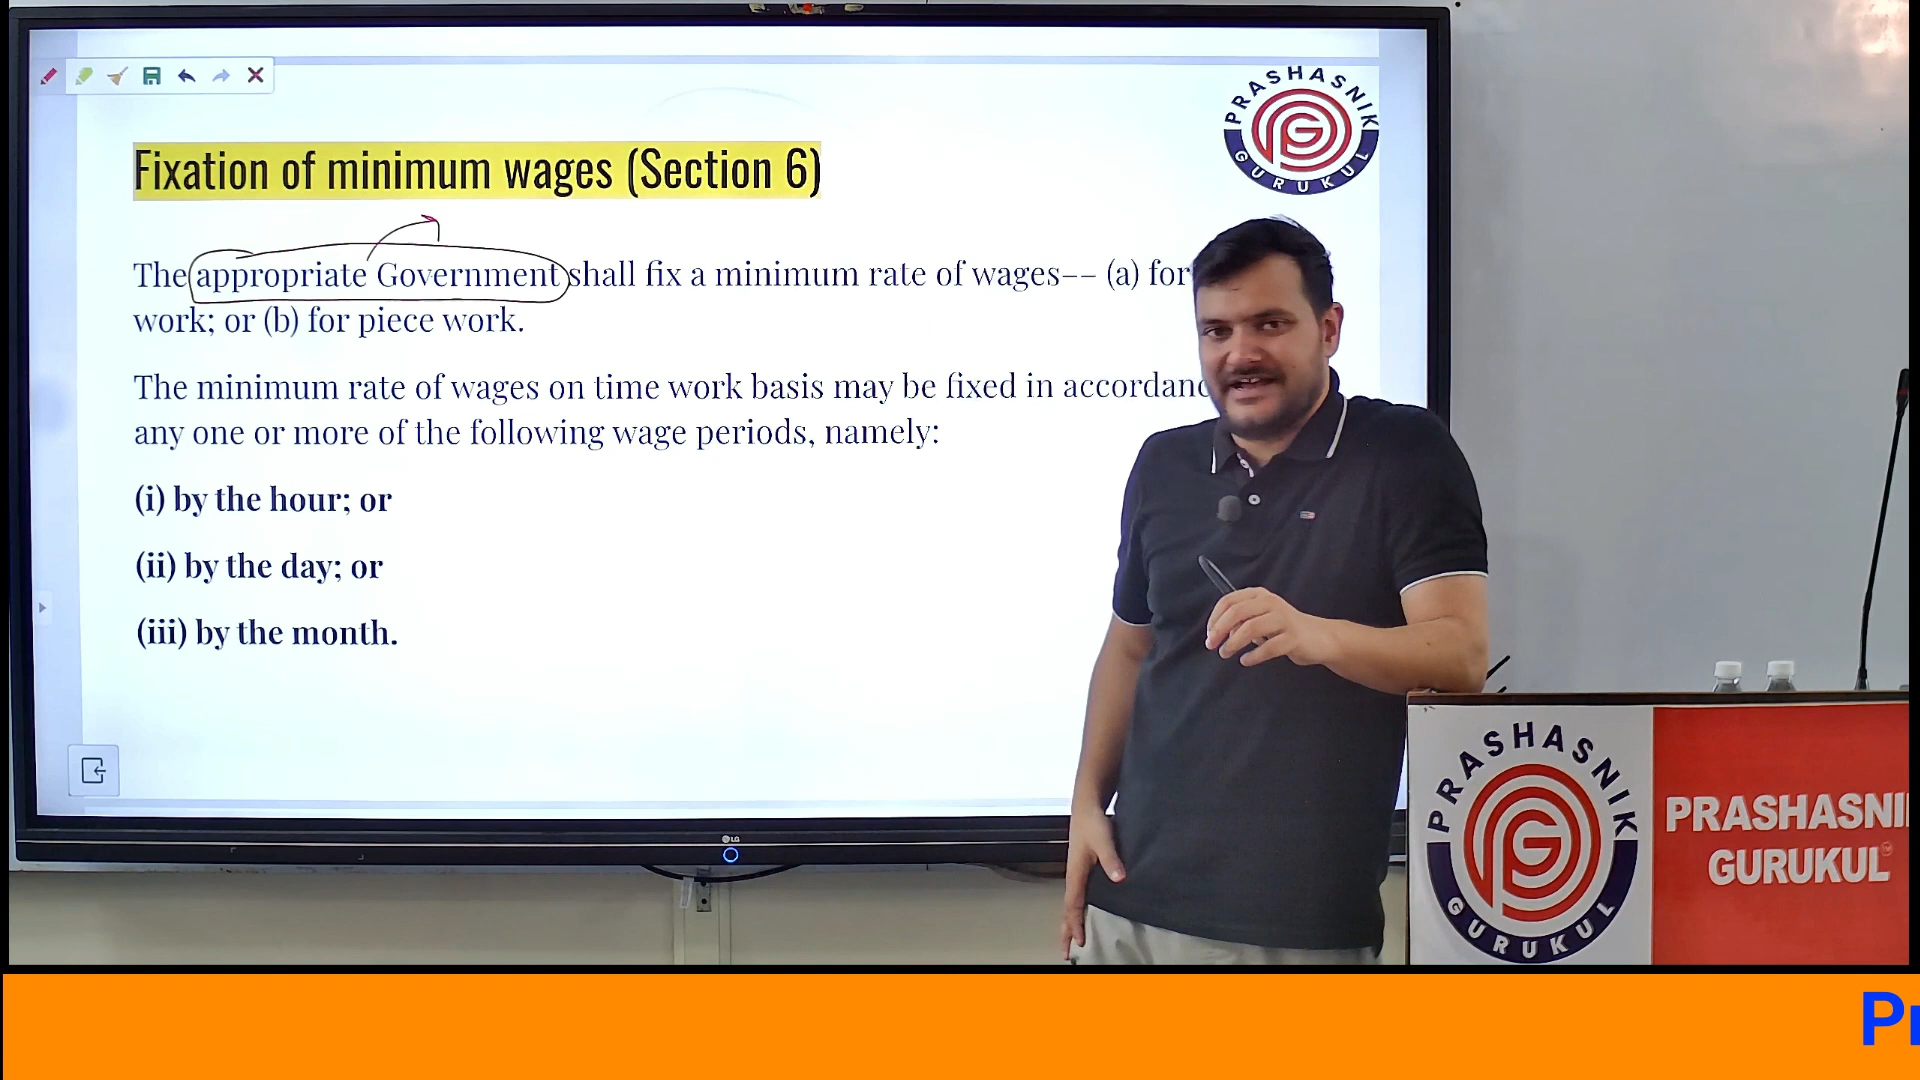 PRASHASNIK
GURUKUL
Fixation of minimum wages (Section 6)
The appropriate Government shall fix a minimum rate of wages-- (a) for
work; or (b) for piece work.
The minimum rate of wages on time work basis may be fixed in accordanc
any one or more of the following wage periods, namely:
(i) by the hour; or
(ii) by the day; or
(iii) by the month.
LG
PRASHASNIK
GURUKUL
PRASHASNI
GURUKUL
Pr